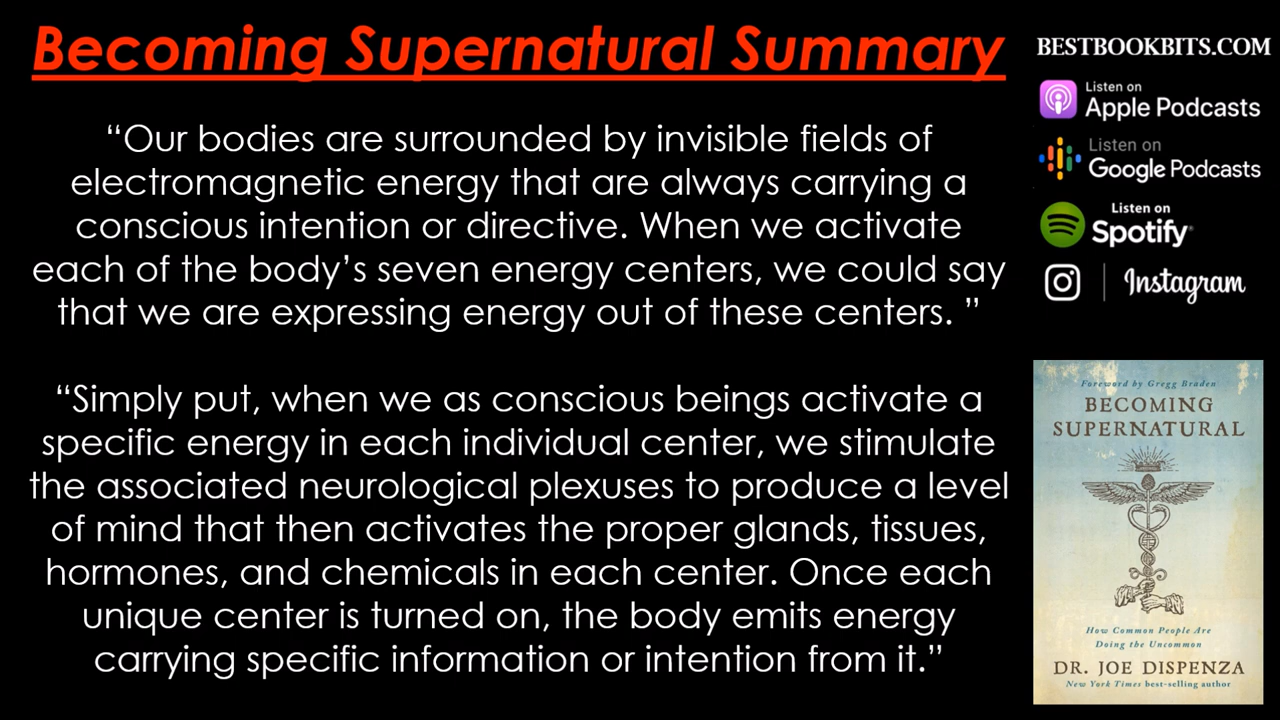 Becoming Supernatural Summary
“Our bodies are surrounded by invisible fields of
electromagnetic energy that are always carrying a
conscious intention or directive. When we activate
each of the body’s seven energy centers, we could say
that we are expressing energy out of these centers. ”
“Simply put, when we as conscious beings activate a
specific energy in each individual center, we stimulate
the associated neurological plexuses to produce a level
of mind that then activates the proper glands, tissues,
hormones, and chemicals in each center. Once each
unique center is turned on, the body emits energy
carrying specific information or intention from it.”
BESTBOOKBITS.COM
Listen on
Apple Podcasts
Listen on
Google Podcasts
Listen on
Spotify
Instagram
Foreword by Gregg Braden
BECOMING
SUPERNATURAL
How Common People Are
Doing the Uncommon
DR. JOE DISPENZA
New York Times best-selling author